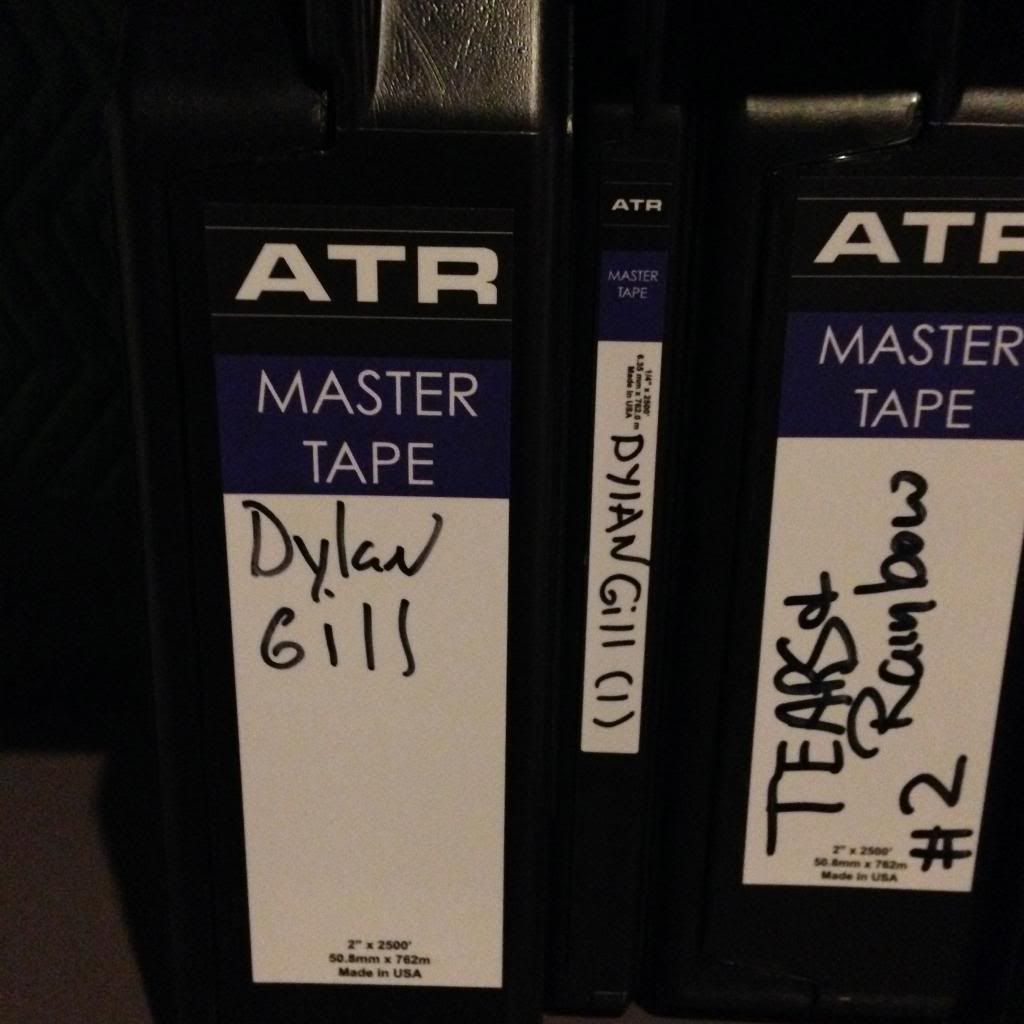 ATR
MASTER
TAPE
Dylan
Gill
2" x 2500'
50.8mm x 762m
Made in USA
ATR
MASTER
TAPE
1/4" x 2500'
6.35 mm x 762.0 m
Made in USA
DYlAN Gill (1)
ATR
MASTER
TAPE
TEARS &
Rainbow
#2
2" x 2500'
50.8mm x 762m
Made in USA